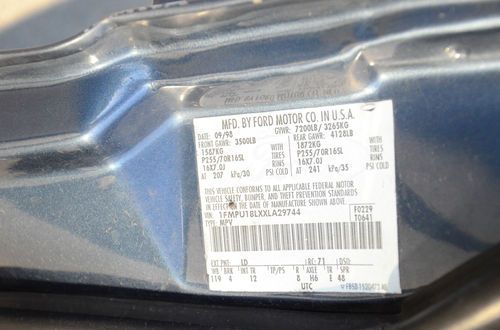 MFD. BY FORD MOTOR CO. IN U.S.A.
DATE: 09/98 GVWR: 7200LB/ 3265KG
FRONT GAWR: 3500LB REAR GAWR: 4128LB
1587KG WITH 1872KG WITH
P255/70R16SL TIRES P255/70R16SL TIRES
16X7.0J RIMS 16X7.0J RIMS
AT 207 kPa/30 PSI COLD AT 241 kPa/35 PSI COLD
THIS VEHICLE CONFORMS TO ALL APPLICABLE FEDERAL MOTOR
VEHICLE SAFETY, BUMPER, AND THEFT PREVENTION STANDARDS
IN EFFECT ON THE DATE OF MANUFACTURE SHOWN ABOVE.
VIN: 1FMPU18LXXLA29744 F0229
TYPE: MPV T0641
EXT PNT: LD RC: 71 DSO:
WB BRK INT TR TP/PS R AXLE TR SPR
119 4 12 8 H6 E 48
UTC